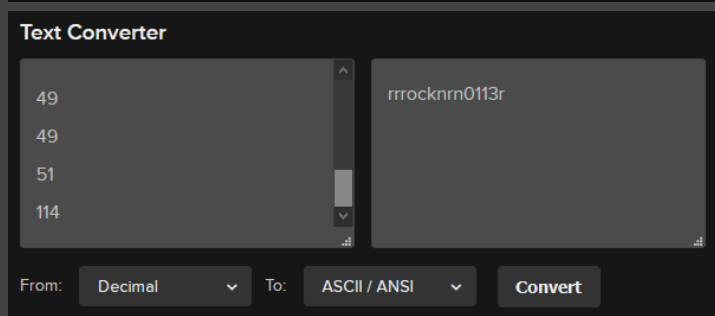 Text Converter
49
49
51
114
rrrocknrn0113r
From: Decimal To: ASCII / ANSI Convert